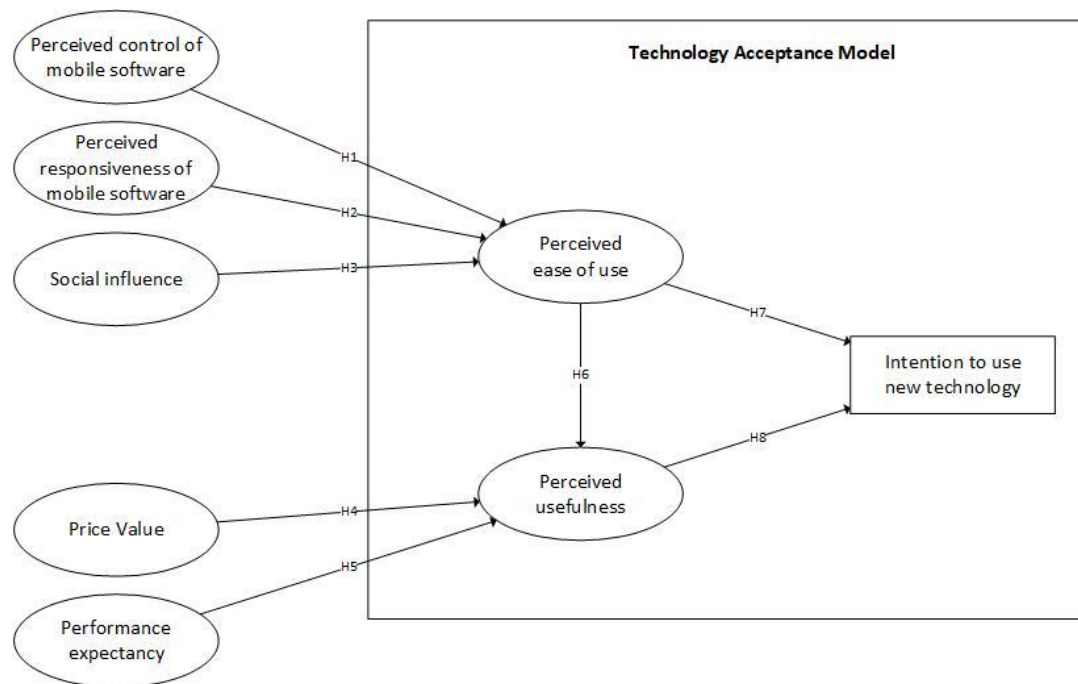 Perceived control of
mobile software
Technology Acceptance Model
Perceived
responsiveness of
mobile software
H1
H2
Social influence
H3
Perceived
ease of use
H7
Intention to use
new technology
H6
H8
Perceived
usefulness
Price Value
H4
H5
Performance
expectancy